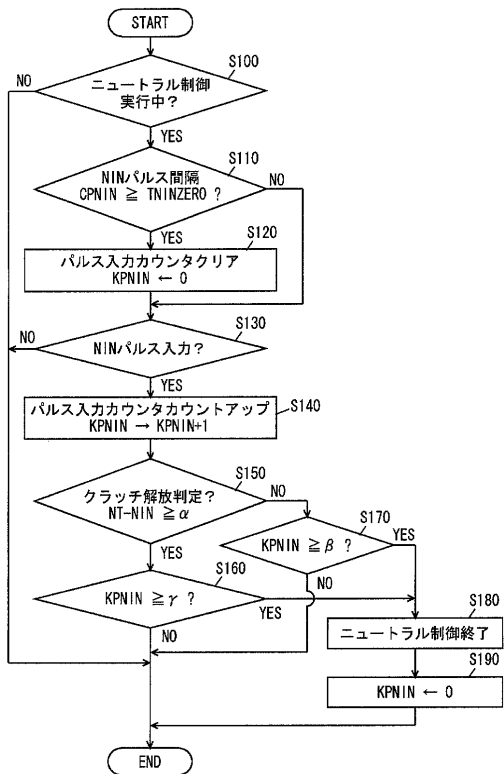 START
S100
NO
ニュートラル制御
実行中?
YES
S110
NINパルス間隔
CPNIN ≧ TNINZERO ?
NO
YES
S120
パルス入力カウンタクリア
KPNIN ← 0
S130
NO
NINパルス入力?
YES
パルス入力カウンタカウントアップ
KPNIN → KPNIN+1
S140
S150
クラッチ解放判定?
NT-NIN ≧ α
NO
S170
YES
KPNIN ≧ β ?
YES
S160
NO
KPNIN ≧ γ ?
YES
S180
NO
ニュートラル制御終了
S190
KPNIN ← 0
END